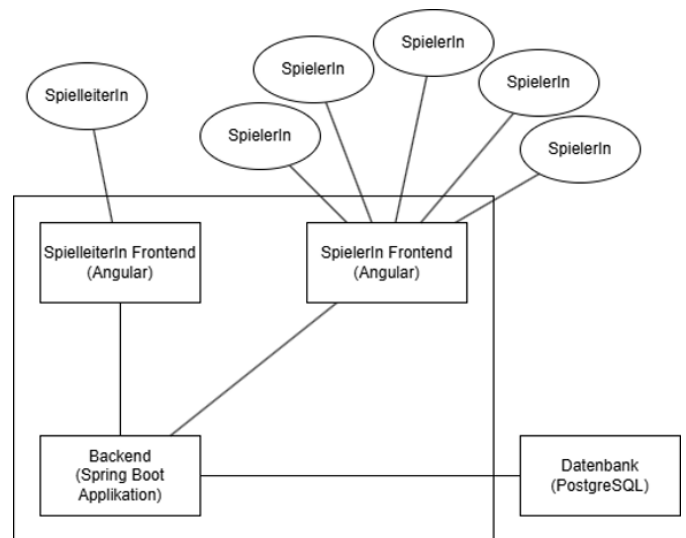 SpielerIn
SpielerIn
SpielerIn
SpielleiterIn
SpielerIn
SpielerIn
SpielleiterIn Frontend
(Angular)
SpielerIn Frontend
(Angular)
Backend
(Spring Boot
Applikation)
Datenbank
(PostgreSQL)